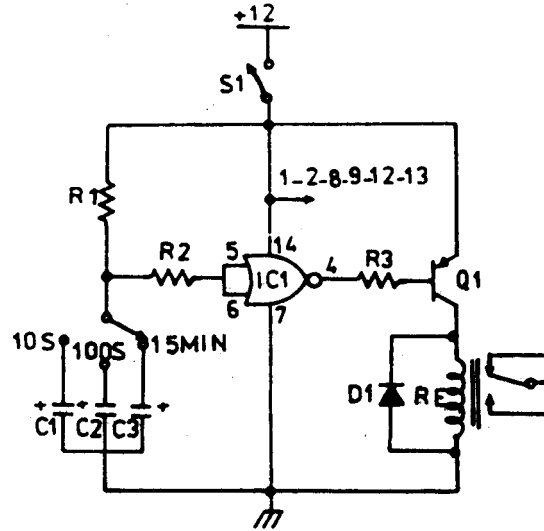 +12
S1
1-2-8-9-12-13
R1
R2
5
14
IC1
4
R3
Q1
6
7
10S
100S
15MIN
+
+
+
C1
C2
C3
D1
RE